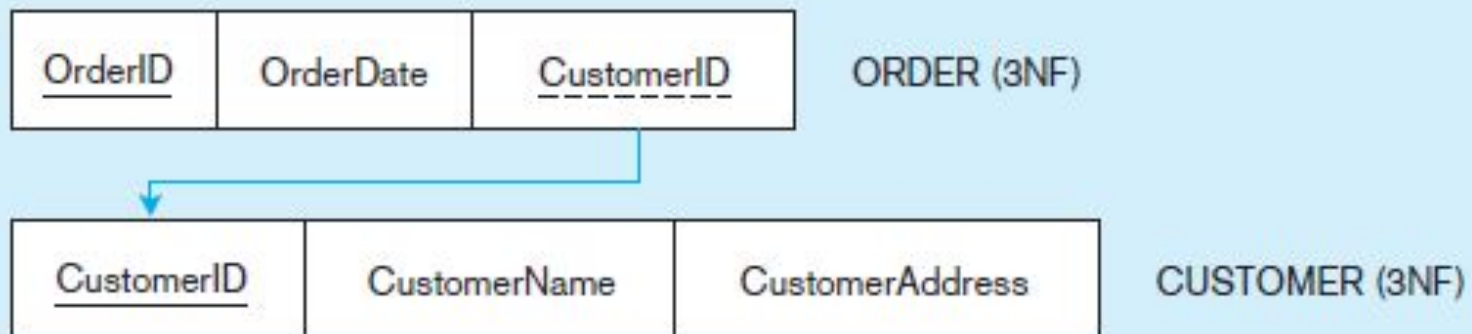 OrderID OrderDate CustomerID ORDER (3NF)
CustomerID CustomerName CustomerAddress CUSTOMER (3NF)